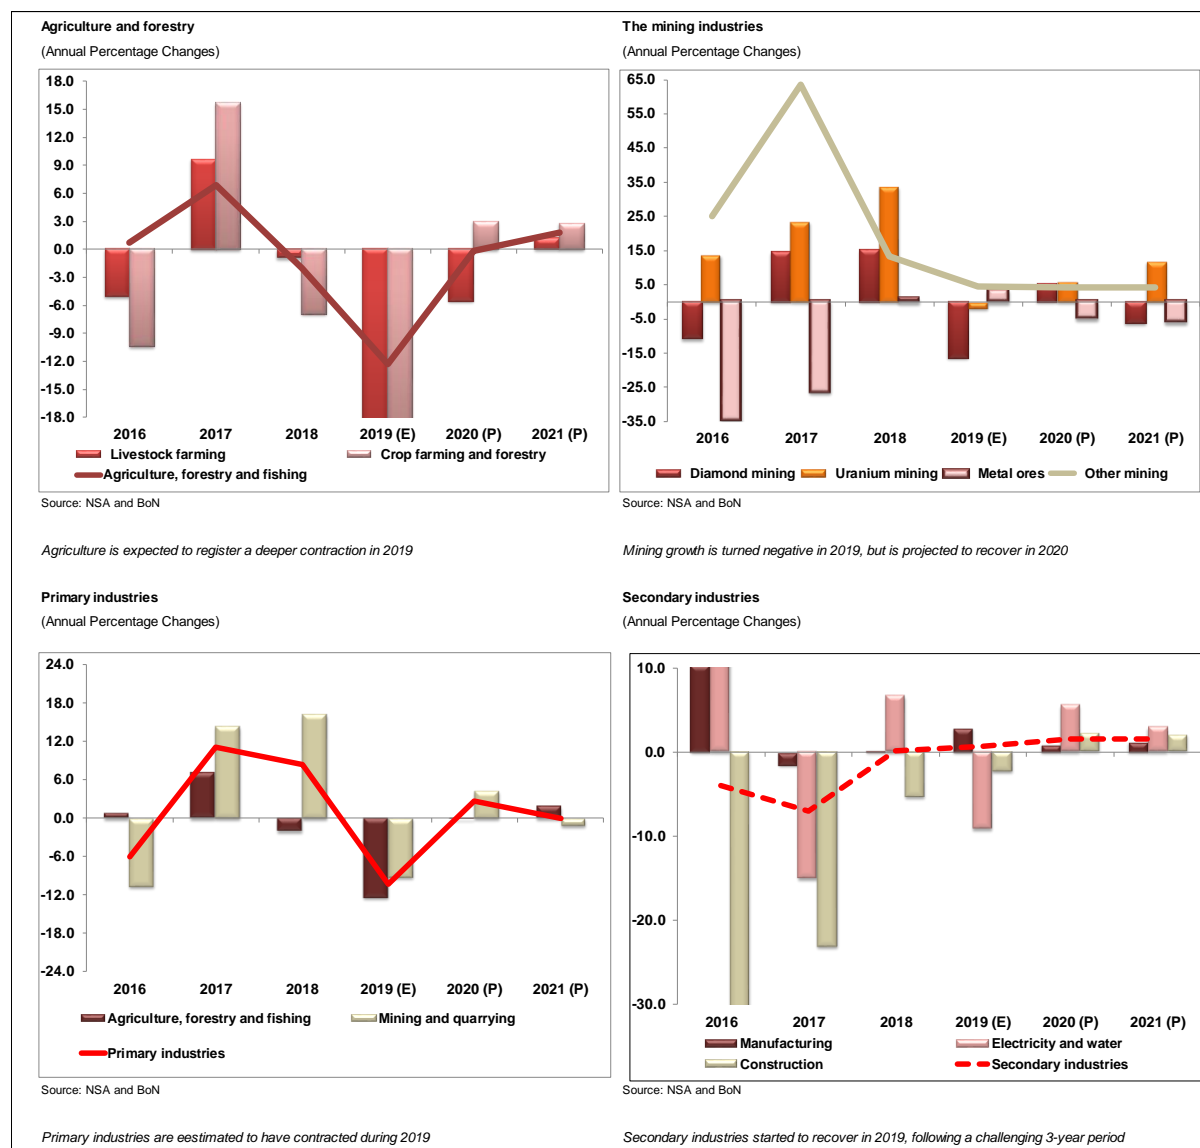 Agriculture and forestry
(Annual Percentage Changes)
18.0
15.0
12.0
9.0
6.0
3.0
0.0
-3.0
-6.0
-9.0
-12.0
-15.0
-18.0
2016 2017 2018 2019 (E) 2020 (P) 2021 (P)
Livestock farming Crop farming and forestry
Agriculture, forestry and fishing
Source: NSA and BoN
Agriculture is expected to register a deeper contraction in 2019
The mining industries
(Annual Percentage Changes)
65.0
55.0
45.0
35.0
25.0
15.0
5.0
-5.0
-15.0
-25.0
-35.0
2016 2017 2018 2019 (E) 2020 (P) 2021 (P)
Diamond mining Uranium mining Metal ores Other mining
Source: NSA and BoN
Mining growth is turned negative in 2019, but is projected to recover in 2020
Primary industries
(Annual Percentage Changes)
24.0
18.0
12.0
6.0
0.0
-6.0
-12.0
-18.0
-24.0
2016 2017 2018 2019 (E) 2020 (P) 2021 (P)
Agriculture, forestry and fishing Mining and quarrying
Primary industries
Source: NSA and BoN
Primary industries are eestimated to have contracted during 2019
Secondary industries
(Annual Percentage Changes)
10.0
0.0
-10.0
-20.0
-30.0
2016 2017 2018 2019 (E) 2020 (P) 2021 (P)
Manufacturing Electricity and water
Construction Secondary industries
Source: NSA and BoN
Secondary industries started to recover in 2019, following a challenging 3-year period